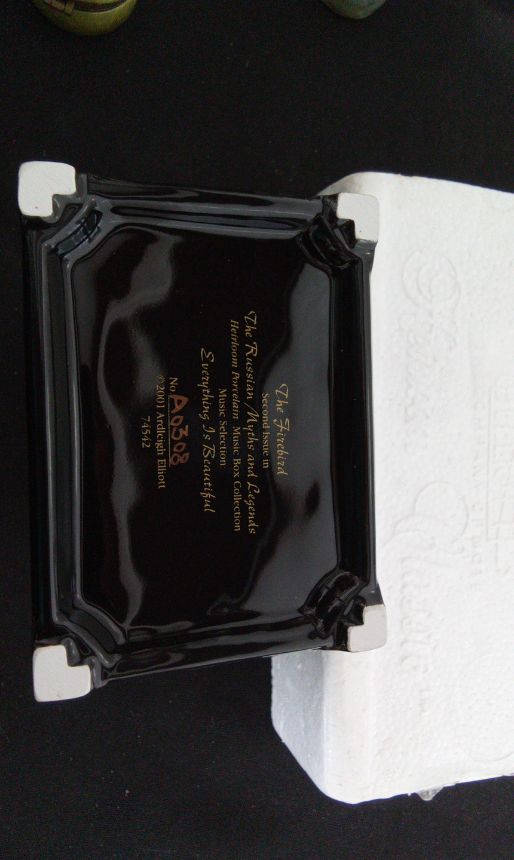 The Firebird
Second Issue in
The Russian Myths and Legends
Heirloom Porcelain Music Box Collection
Music Selection:
Everything Is Beautiful
No A0308
©2001 Ardleigh Elliott
74542